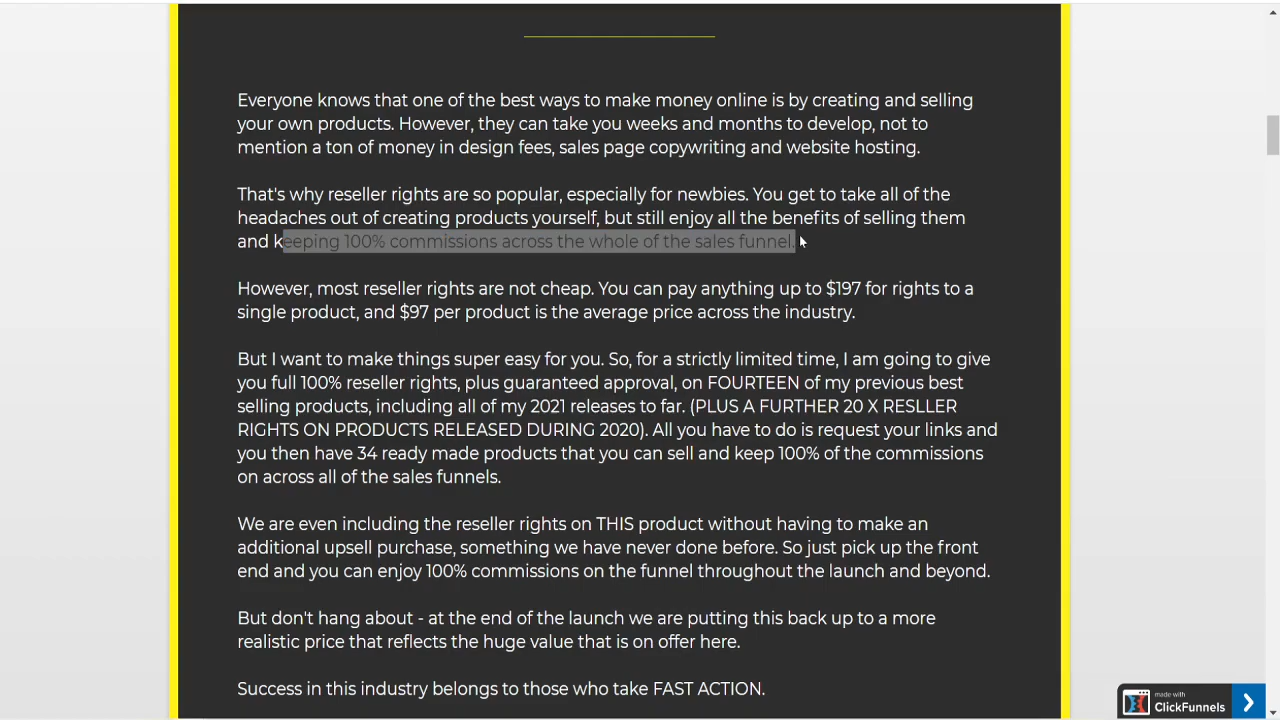 Everyone knows that one of the best ways to make money online is by creating and selling
your own products. However, they can take you weeks and months to develop, not to
mention a ton of money in design fees, sales page copywriting and website hosting.
That's why reseller rights are so popular, especially for newbies. You get to take all of the
headaches out of creating products yourself, but still enjoy all the benefits of selling them
and keeping 100% commissions across the whole of the sales funnel.
However, most reseller rights are not cheap. You can pay anything up to $197 for rights to a
single product, and $97 per product is the average price across the industry.
But I want to make things super easy for you. So, for a strictly limited time, I am going to give
you full 100% reseller rights, plus guaranteed approval, on FOURTEEN of my previous best
selling products, including all of my 2021 releases to far. (PLUS A FURTHER 20 X RESLLER
RIGHTS ON PRODUCTS RELEASED DURING 2020). All you have to do is request your links and
you then have 34 ready made products that you can sell and keep 100% of the commissions
on across all of the sales funnels.
We are even including the reseller rights on THIS product without having to make an
additional upsell purchase, something we have never done before. So just pick up the front
end and you can enjoy 100% commissions on the funnel throughout the launch and beyond.
But don't hang about - at the end of the launch we are putting this back up to a more
realistic price that reflects the huge value that is on offer here.
Success in this industry belongs to those who take FAST ACTION.
made with
ClickFunnels